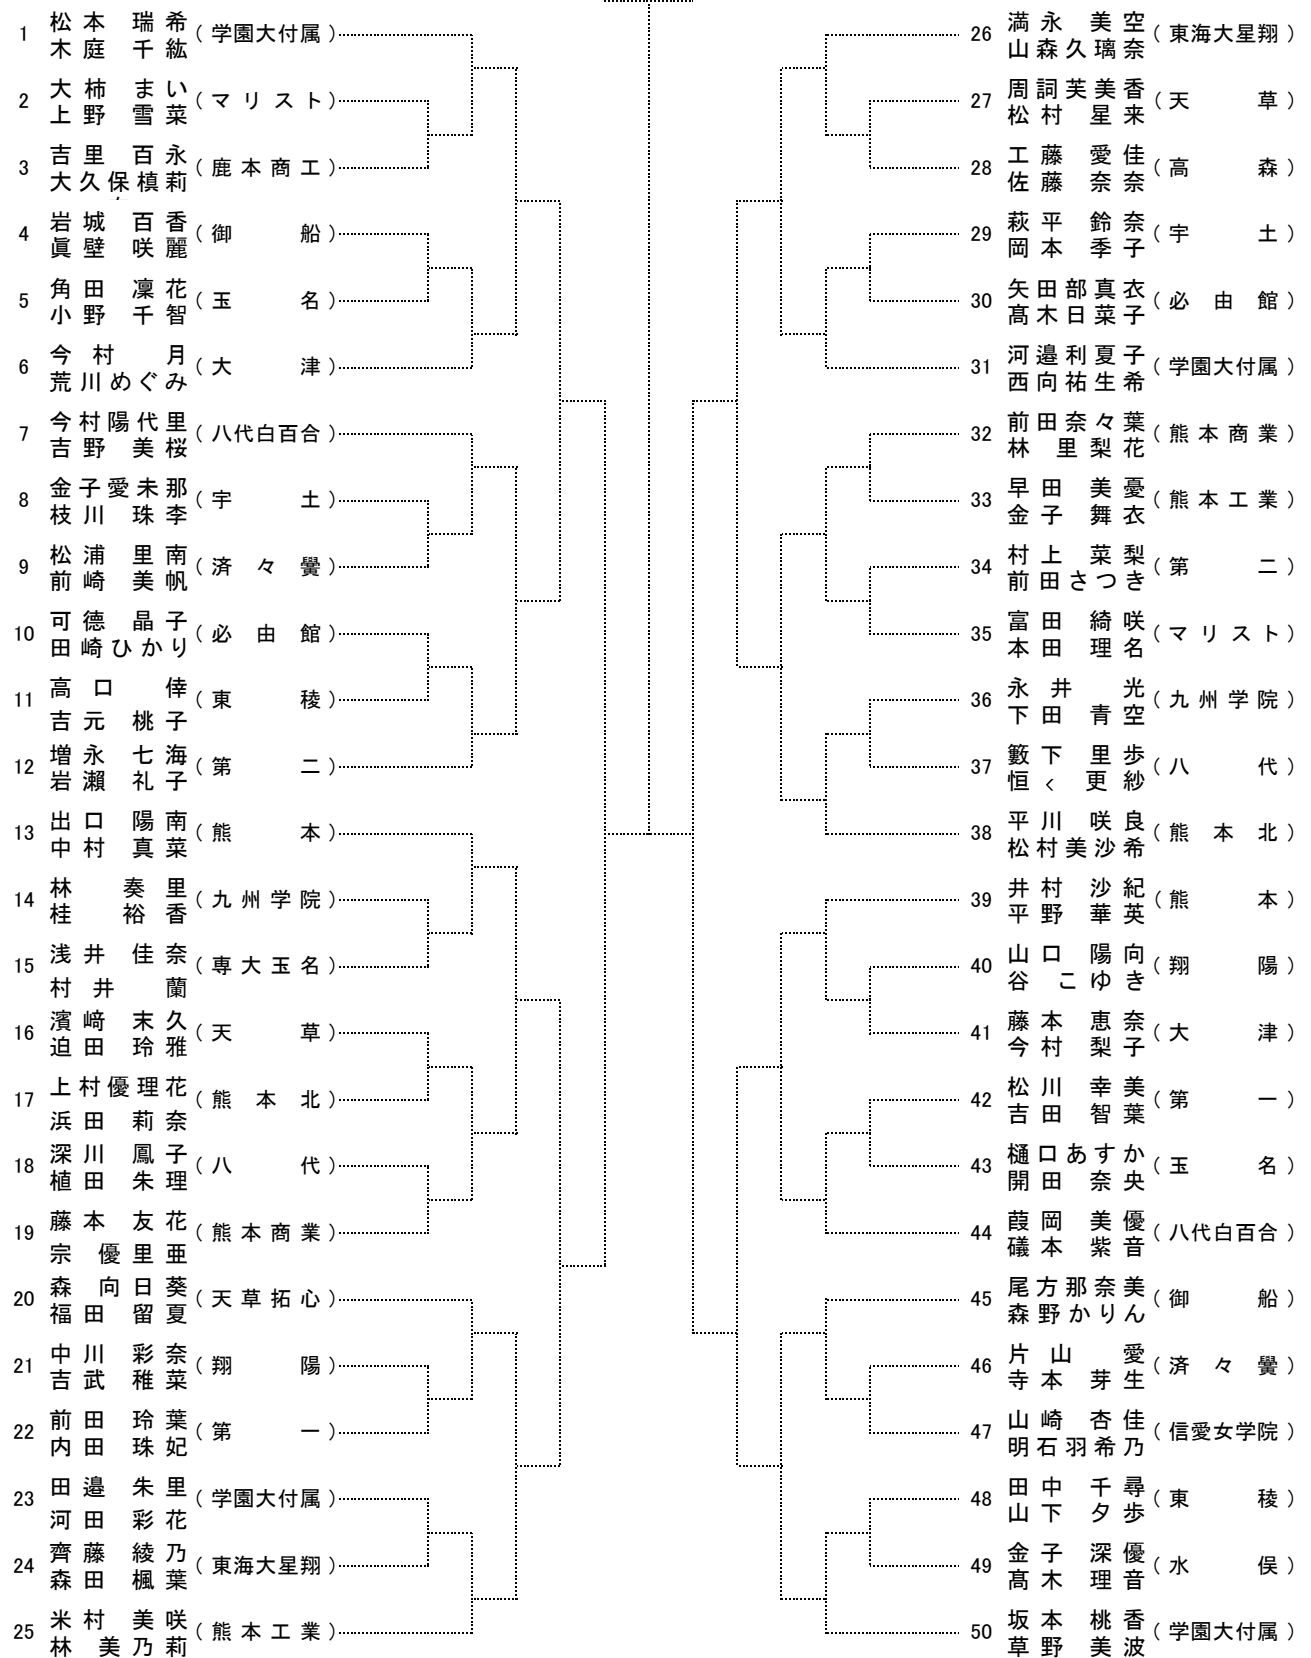 1 松本 瑞希 (学園大付属)
木庭 千紘
2 大柿 まい (マリスト)
上野 雪菜
3 吉里 百永 (鹿本商工)
大久保槙莉
4 岩城 百香 (御船)
眞壁 咲麗
5 角田 凜花 (玉名)
小野 千智
6 今村 月 (大津)
荒川めぐみ
7 今村陽代里 (八代白百合)
吉野 美桜
8 金子愛未那 (宇土)
枝川 珠李
9 松浦 里南 (済々黌)
前崎 美帆
10 可德 晶子 (必由館)
田崎ひかり
11 高口 倖 (東稜)
吉元 桃子
12 増永 七海 (第二)
岩瀬 礼子
13 出口 陽南 (熊本)
中村 真菜
14 林 奏里 (九州学院)
桂 裕香
15 浅井 佳奈 (専大玉名)
村井 蘭
16 濱﨑 末久 (天草)
迫田 玲雅
17 上村優理花 (熊本北)
浜田 莉奈
18 深川 鳳子 (八代)
植田 朱理
19 藤本 友花 (熊本商業)
宗 優里亜
20 森 向日葵 (天草拓心)
福田 留夏
21 中川 彩奈 (翔陽)
吉武 稚菜
22 前田 玲葉 (第一)
内田 珠妃
23 田邉 朱里 (学園大付属)
河田 彩花
24 齊藤 綾乃 (東海大星翔)
森田 楓葉
25 米村 美咲 (熊本工業)
林 美乃莉
26 満永 美空 (東海大星翔)
山森久璃奈
27 周詞芙美香 (天草)
松村 星来
28 工藤 愛佳 (高森)
佐藤 奈奈
29 萩平 鈴奈 (宇土)
岡本 季子
30 矢田部真衣 (必由館)
髙木日菜子
31 河邉利夏子 (学園大付属)
西向祐生希
32 前田奈々葉 (熊本商業)
林 里梨花
33 早田 美憂 (熊本工業)
金子 舞衣
34 村上 菜梨 (第二)
前田さつき
35 富田 綺咲 (マリスト)
本田 理名
36 永井 光 (九州学院)
下田 青空
37 籔下 里歩 (八代)
恒く 更紗
38 平川 咲良 (熊本北)
松村美沙希
39 井村 沙紀 (熊本)
平野 華英
40 山口 陽向 (翔陽)
谷 こゆき
41 藤本 恵奈 (大津)
今村 梨子
42 松川 幸美 (第一)
吉田 智葉
43 樋口あすか (玉名)
開田 奈央
44 葭岡 美優 (八代白百合)
礒本 紫音
45 尾方那奈美 (御船)
森野かりん
46 片山 愛 (済々黌)
寺本 芽生
47 山崎 杏佳 (信愛女学院)
明石羽希乃
48 田中 千尋 (東稜)
山下 夕歩
49 金子 深優 (水俣)
髙木 理音
50 坂本 桃香 (学園大付属)
草野 美波